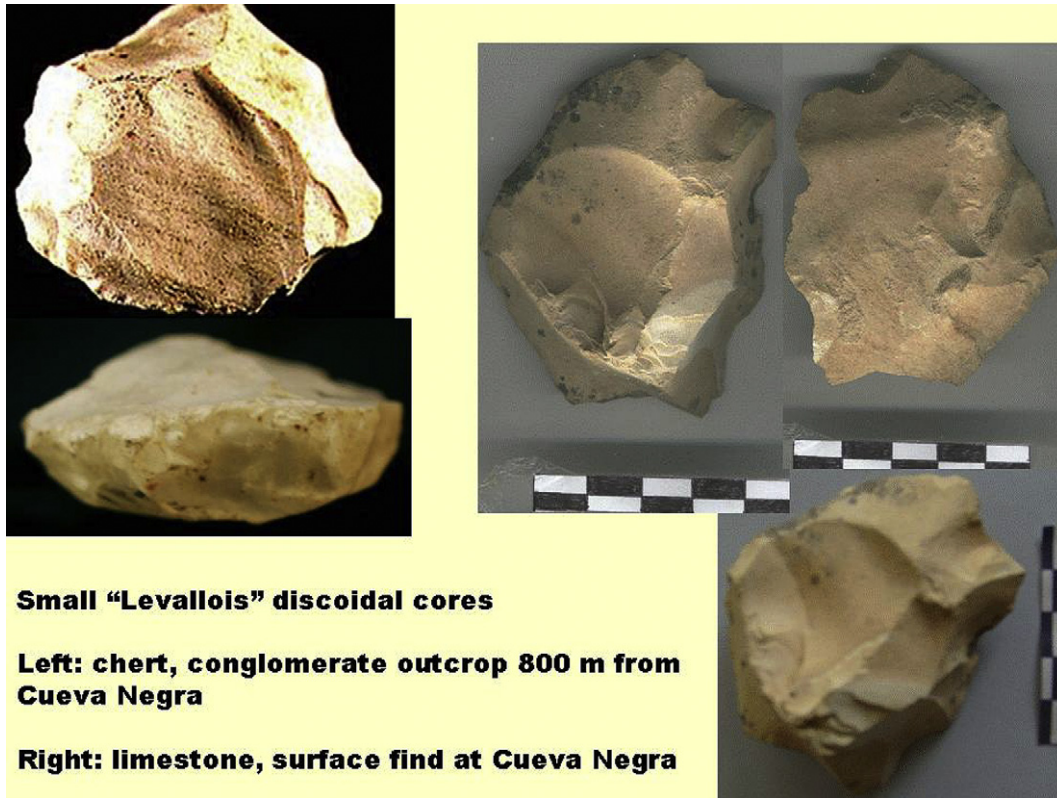 Small “Levallois” discoidal cores
Left: chert, conglomerate outcrop 800 m from
Cueva Negra
Right: limestone, surface find at Cueva Negra